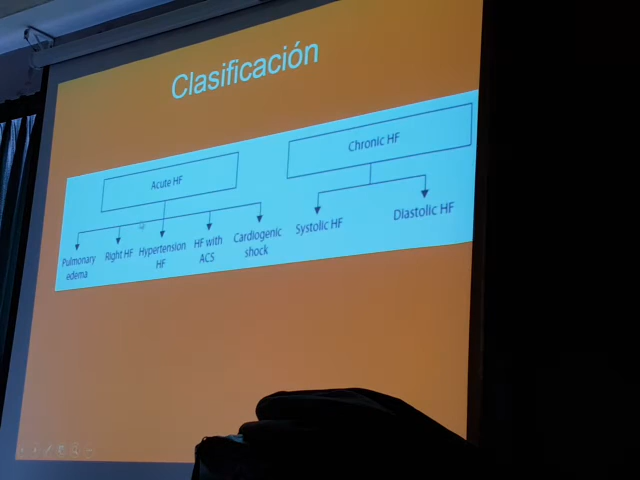 Clasificación
Acute HF
Chronic HF
Pulmonary
edema
Right HF
Hypertension
HF
HF with
ACS
Cardiogenic
shock
Systolic HF
Diastolic HF